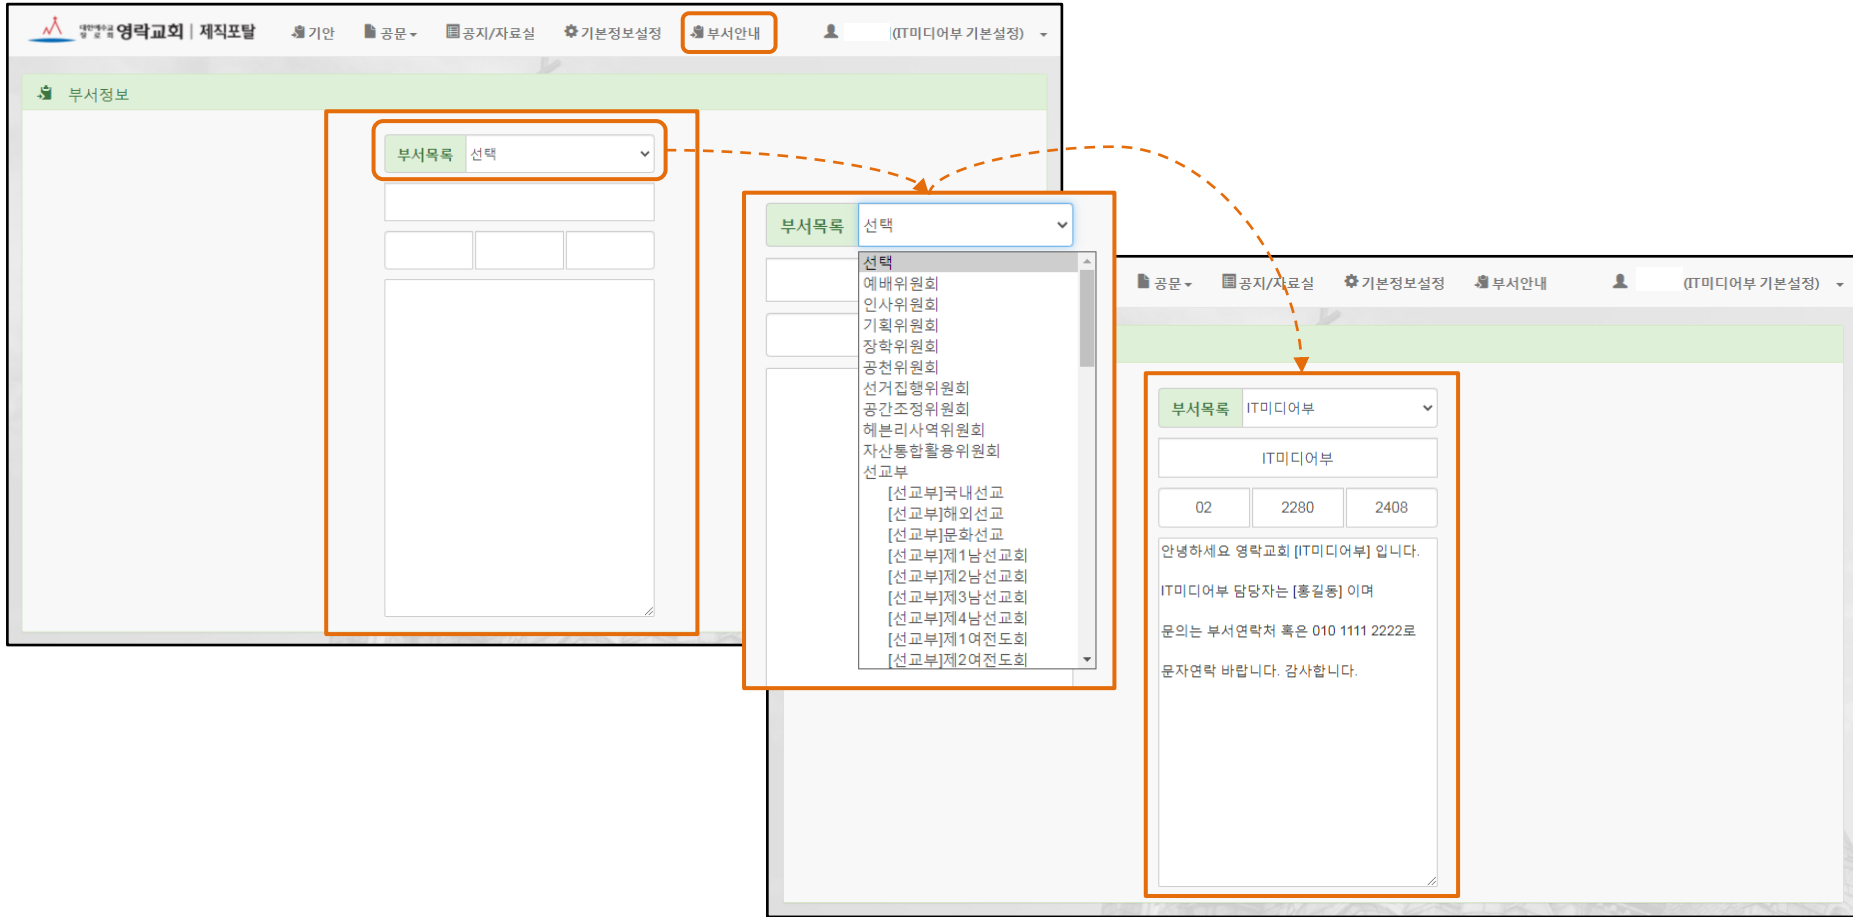 대한예수교
장로회
영락교회 | 제직포탈
기안
공문
공지/자료실
기본정보설정
부서안내
(IT미디어부 기본설정)
부서정보
부서목록 선택
부서목록 선택
선택
예배위원회
인사위원회
기획위원회
장학위원회
공천위원회
선거집행위원회
공간조정위원회
헤븐리사역위원회
자산통합활용위원회
선교부
[선교부]국내선교
[선교부]해외선교
[선교부]문화선교
[선교부]제1남선교회
[선교부]제2남선교회
[선교부]제3남선교회
[선교부]제4남선교회
[선교부]제1여전도회
[선교부]제2여전도회
공문
공지/자료실
기본정보설정
부서안내
(IT미디어부 기본설정)
부서목록 IT미디어부
IT미디어부
02 2280 2408
안녕하세요 영락교회 [IT미디어부] 입니다.
IT미디어부 담당자는 [홍길동] 이며
문의는 부서연락처 혹은 010 1111 2222로
문자연락 바랍니다. 감사합니다.